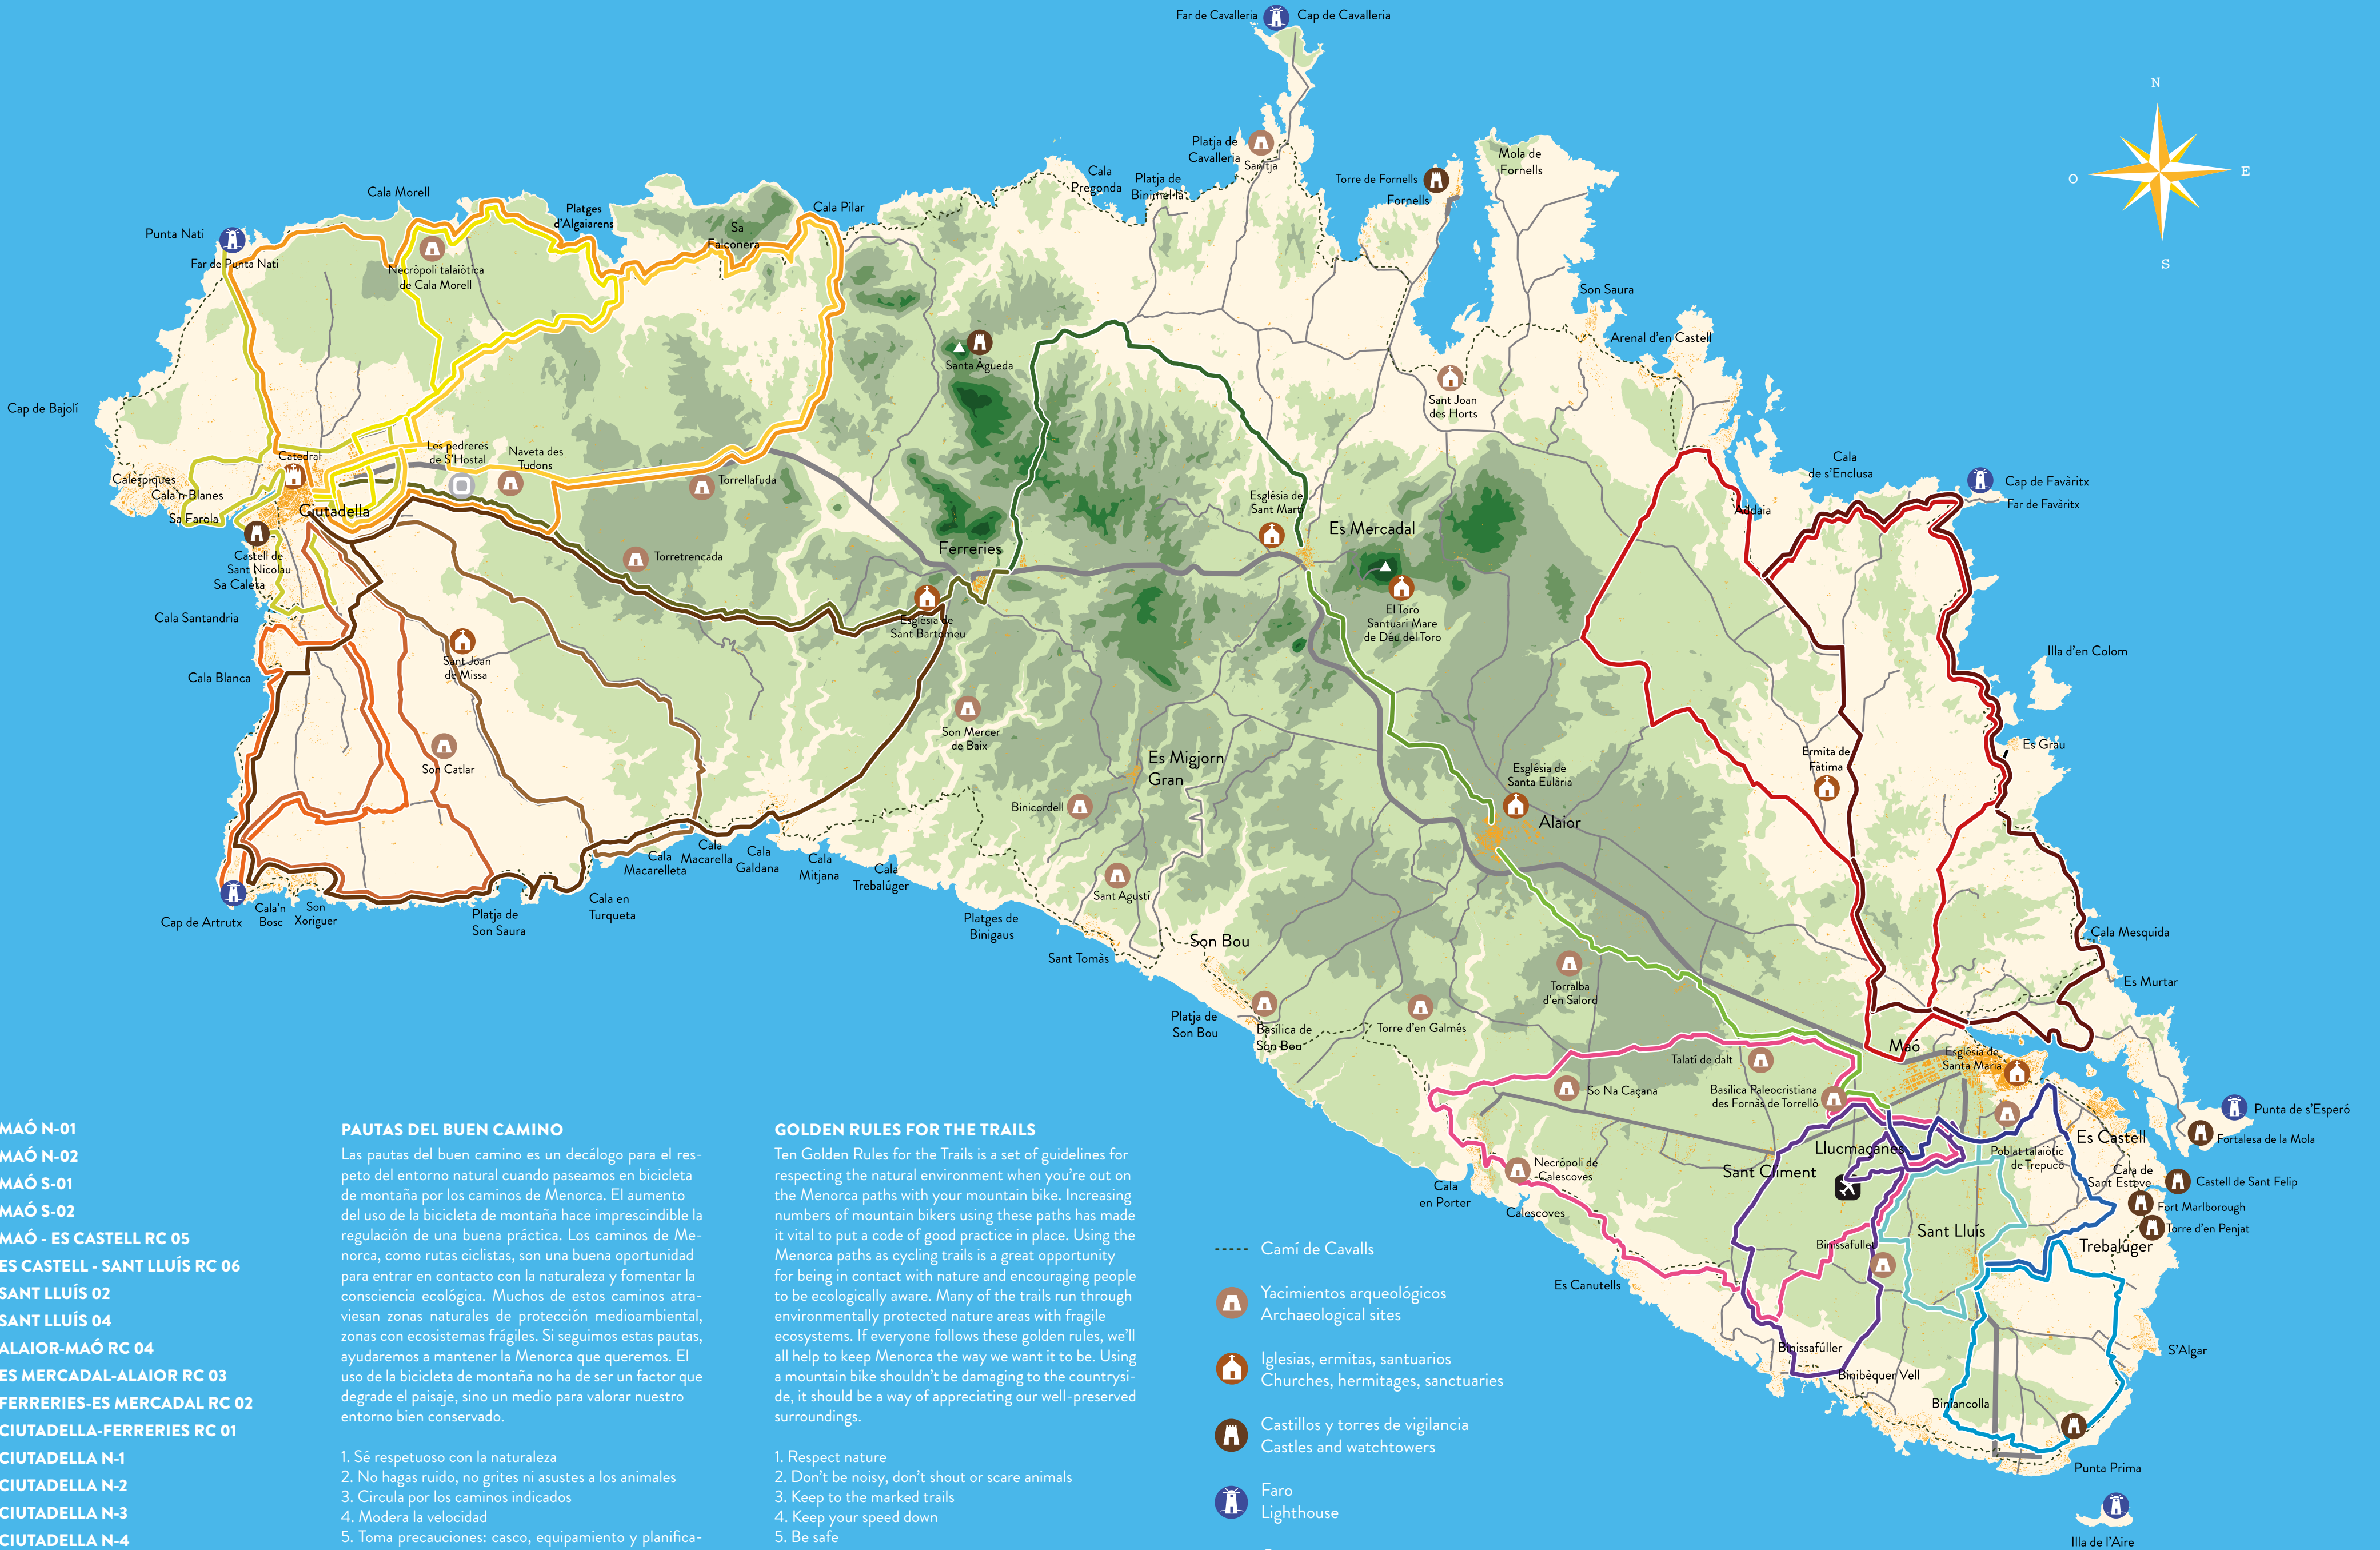 Far de Cavalleria
Cap de Cavalleria
N
O
E
S
Platja de
Cavalleria
Sanitja
Mola de
Fornells
Torre de Fornells
Fornells
Cala
Pregonda
Platja de
Binimel·là
Cala Morell
Platges
d'Algaiarens
Cala Pilar
Sa
Falconera
Punta Nati
Far de Punta Nati
Necròpoli talaiòtica
de Cala Morell
Son Saura
Arenal d'en Castell
Santa Àgueda
Sant Joan
des Horts
Cap de Bajolí
Les pedreres
de S'Hostal
Naveta des
Tudons
Catedral
Torrellafuda
Calespiques
Cala'n Blanes
Sa Farola
Ciutadella
Església de
Sant Martí
Es Mercadal
Addaia
Cala
de s'Enclusa
Cap de Favàritx
Far de Favàritx
Castell de
Sant Nicolau
Sa Caleta
Torretrencada
Ferreries
Església de
Sant Bartomeu
El Toro
Santuari Mare
de Déu del Toro
Cala Santandria
Sant Joan
de Missa
Cala Blanca
Illa d'en Colom
Son Mercer
de Baix
Son Catlar
Es Migjorn
Gran
Binicordell
Església de
Santa Eulària
Alaior
Ermita de
Fàtima
Es Grau
Cala
Macarelleta
Cala
Macarella
Cala
Galdana
Cala
Mitjana
Cala
Trebalúger
Sant Agustí
Cap de Artrutx
Cala'n
Bosc
Son
Xoriguer
Platja de
Son Saura
Cala en
Turqueta
Platges de
Binigaus
Sant Tomàs
Son Bou
Cala Mesquida
Es Murtar
Torralba
d'en Salord
Platja de
Son Bou
Basílica de
Son Bou
Torre d'en Galmés
Talatí de dalt
Maó
Església de
Santa Maria
So Na Caçana
Basílica Paleocristiana
des Fornàs de Torrelló
Punta de s'Esperó
Fortalesa de la Mola
Es Castell
Llucmaçanes
Poblat talaiòtic
de Trepucó
Sant Climent
Necròpoli de
Calescoves
Cala
en Porter
Calescoves
Cala de
Sant Esteve
Castell de Sant Felip
Fort Marlborough
Torre d'en Penjat
Trebalúger
Sant Lluís
Binissafullet
Es Canutells
S'Algar
Binissafúller
Binibèquer Vell
Biniancolla
Punta Prima
Illa de l'Aire
MAÓ N-01
MAÓ N-02
MAÓ S-01
MAÓ S-02
MAÓ - ES CASTELL RC 05
ES CASTELL - SANT LLUÍS RC 06
SANT LLUÍS 02
SANT LLUÍS 04
ALAIOR-MAÓ RC 04
ES MERCADAL-ALAIOR RC 03
FERRERIES-ES MERCADAL RC 02
CIUTADELLA-FERRERIES RC 01
CIUTADELLA N-1
CIUTADELLA N-2
CIUTADELLA N-3
CIUTADELLA N-4
PAUTAS DEL BUEN CAMINO
Las pautas del buen camino es un decálogo para el res-
peto del entorno natural cuando paseamos en bicicleta
de montaña por los caminos de Menorca. El aumento
del uso de la bicicleta de montaña hace imprescindible la
regulación de una buena práctica. Los caminos de Me-
norca, como rutas ciclistas, son una buena oportunidad
para entrar en contacto con la naturaleza y fomentar la
consciencia ecológica. Muchos de estos caminos atra-
viesan zonas naturales de protección medioambiental,
zonas con ecosistemas frágiles. Si seguimos estas pautas,
ayudaremos a mantener la Menorca que queremos. El
uso de la bicicleta de montaña no ha de ser un factor que
degrade el paisaje, sino un medio para valorar nuestro
entorno bien conservado.
1. Sé respetuoso con la naturaleza
2. No hagas ruido, no grites ni asustes a los animales
3. Circula por los caminos indicados
4. Modera la velocidad
5. Toma precauciones: casco, equipamiento y planifica-
GOLDEN RULES FOR THE TRAILS
Ten Golden Rules for the Trails is a set of guidelines for
respecting the natural environment when you're out on
the Menorca paths with your mountain bike. Increasing
numbers of mountain bikers using these paths has made
it vital to put a code of good practice in place. Using the
Menorca paths as cycling trails is a great opportunity
for being in contact with nature and encouraging people
to be ecologically aware. Many of the trails run through
environmentally protected nature areas with fragile
ecosystems. If everyone follows these golden rules, we'll
all help to keep Menorca the way we want it to be. Using
a mountain bike shouldn't be damaging to the countrysi-
de, it should be a way of appreciating our well-preserved
surroundings.
1. Respect nature
2. Don't be noisy, don't shout or scare animals
3. Keep to the marked trails
4. Keep your speed down
5. Be safe
Camí de Cavalls
Yacimientos arqueológicos
Archaeological sites
Iglesias, ermitas, santuarios
Churches, hermitages, sanctuaries
Castillos y torres de vigilancia
Castles and watchtowers
Faro
Lighthouse